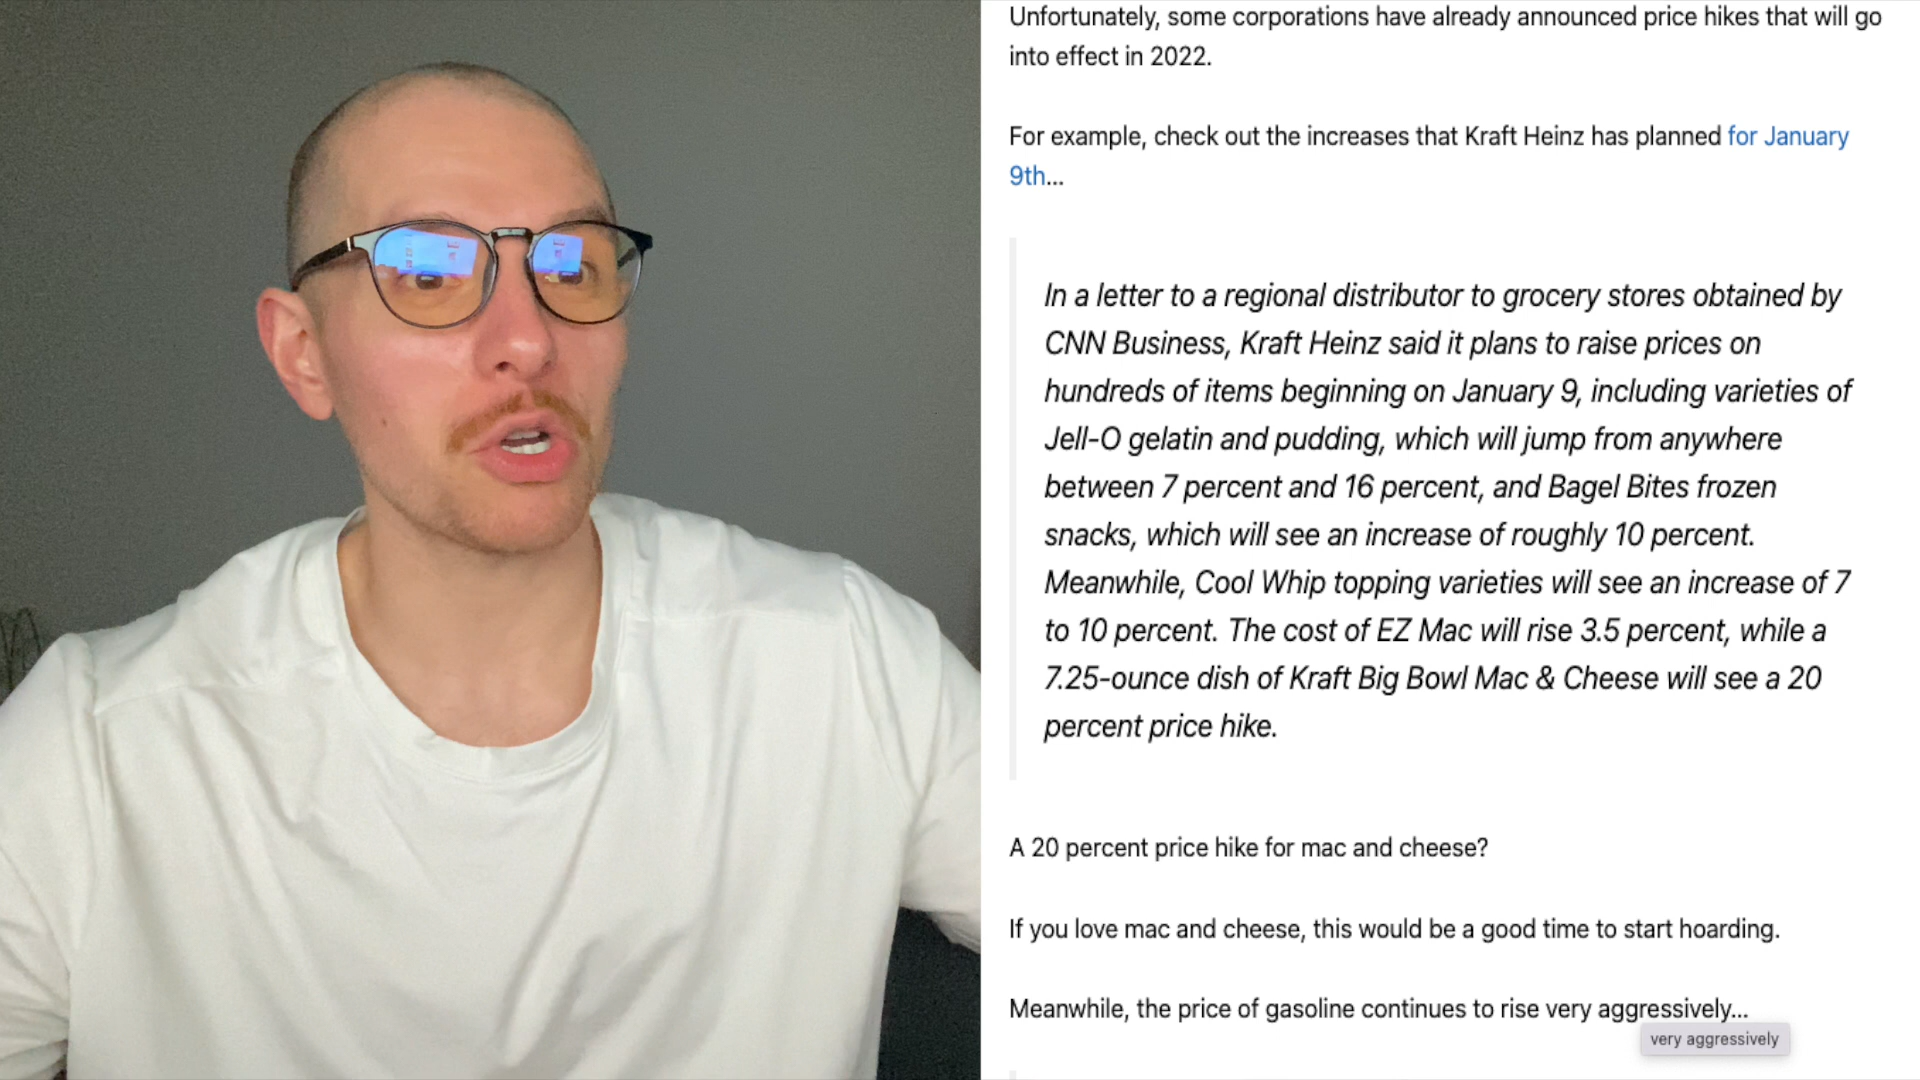 Unfortunately, some corporations have already announced price hikes that will go
into effect in 2022.
For example, check out the increases that Kraft Heinz has planned for January
9th...
In a letter to a regional distributor to grocery stores obtained by
CNN Business, Kraft Heinz said it plans to raise prices on
hundreds of items beginning on January 9, including varieties of
Jell-O gelatin and pudding, which will jump from anywhere
between 7 percent and 16 percent, and Bagel Bites frozen
snacks, which will see an increase of roughly 10 percent.
Meanwhile, Cool Whip topping varieties will see an increase of 7
to 10 percent. The cost of EZ Mac will rise 3.5 percent, while a
7.25-ounce dish of Kraft Big Bowl Mac & Cheese will see a 20
percent price hike.
A 20 percent price hike for mac and cheese?
If you love mac and cheese, this would be a good time to start hoarding.
Meanwhile, the price of gasoline continues to rise very aggressively...
very aggressively